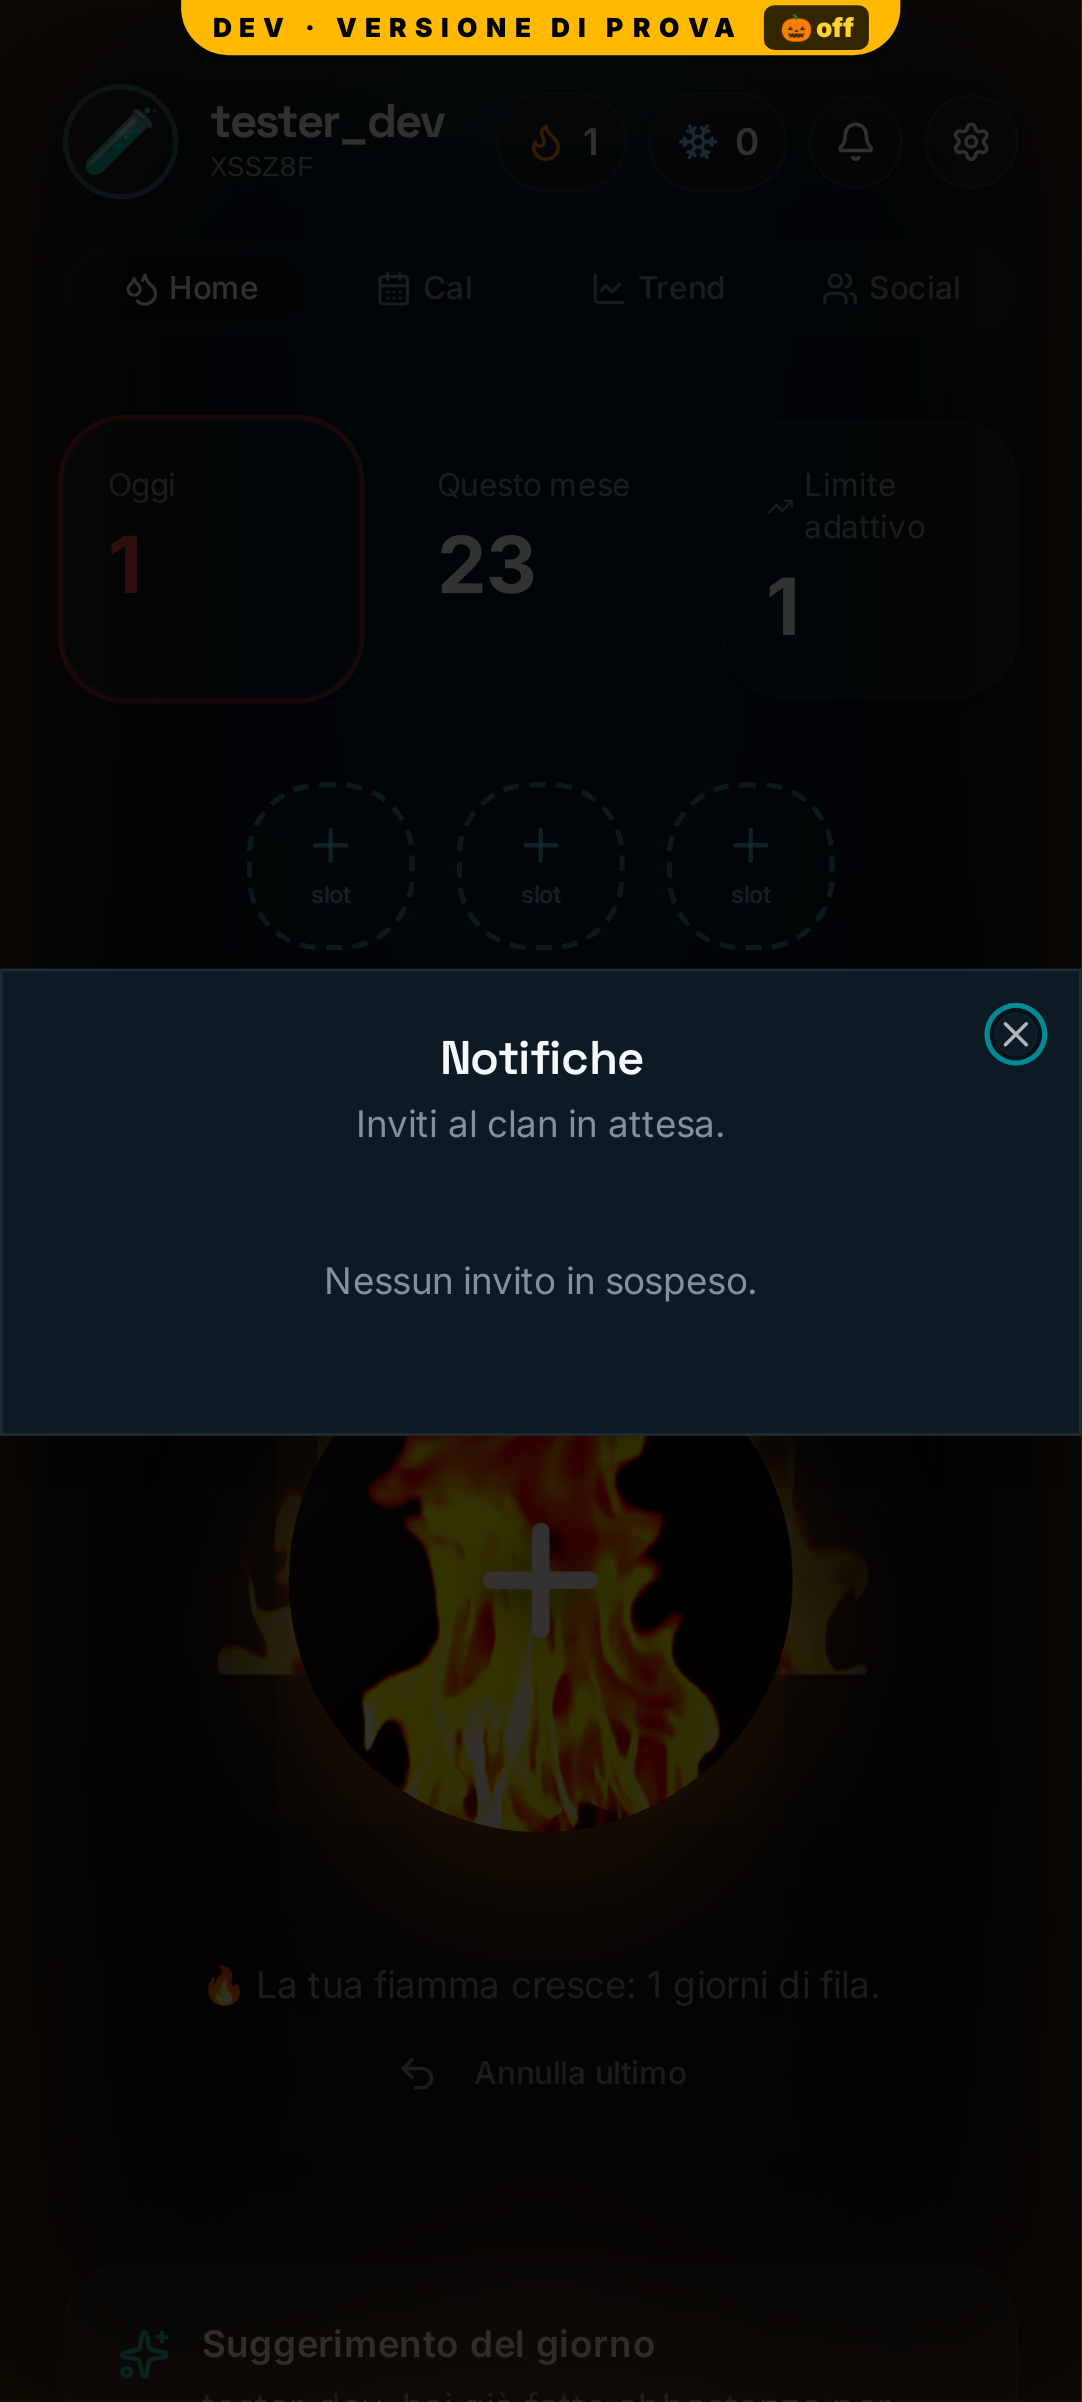 DEV · VERSIONE DI PROVA 🎃off
tester_dev
XSSZ8F
1
0
Home
Cal
Trend
Social
Oggi
1
Questo mese
23
Limite
adattivo
1
slot
slot
slot
Notifiche
Inviti al clan in attesa.
Nessun invito in sospeso.
🔥 La tua fiamma cresce: 1 giorni di fila.
Annulla ultimo
Suggerimento del giorno